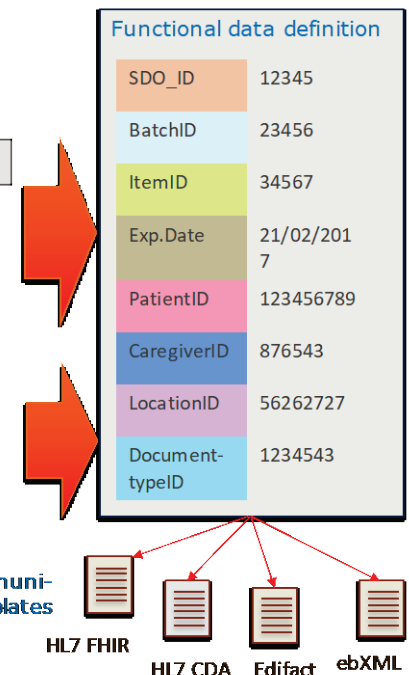 Functional data definition
SDO_ID 12345
BatchID 23456
ItemID 34567
Exp.Date 21/02/201
7
PatientID 123456789
CaregiverID 876543
LocationID 56262727
Document- 1234543
typeID
HL7 FHIR
HL7 CDA Edifact ebXML